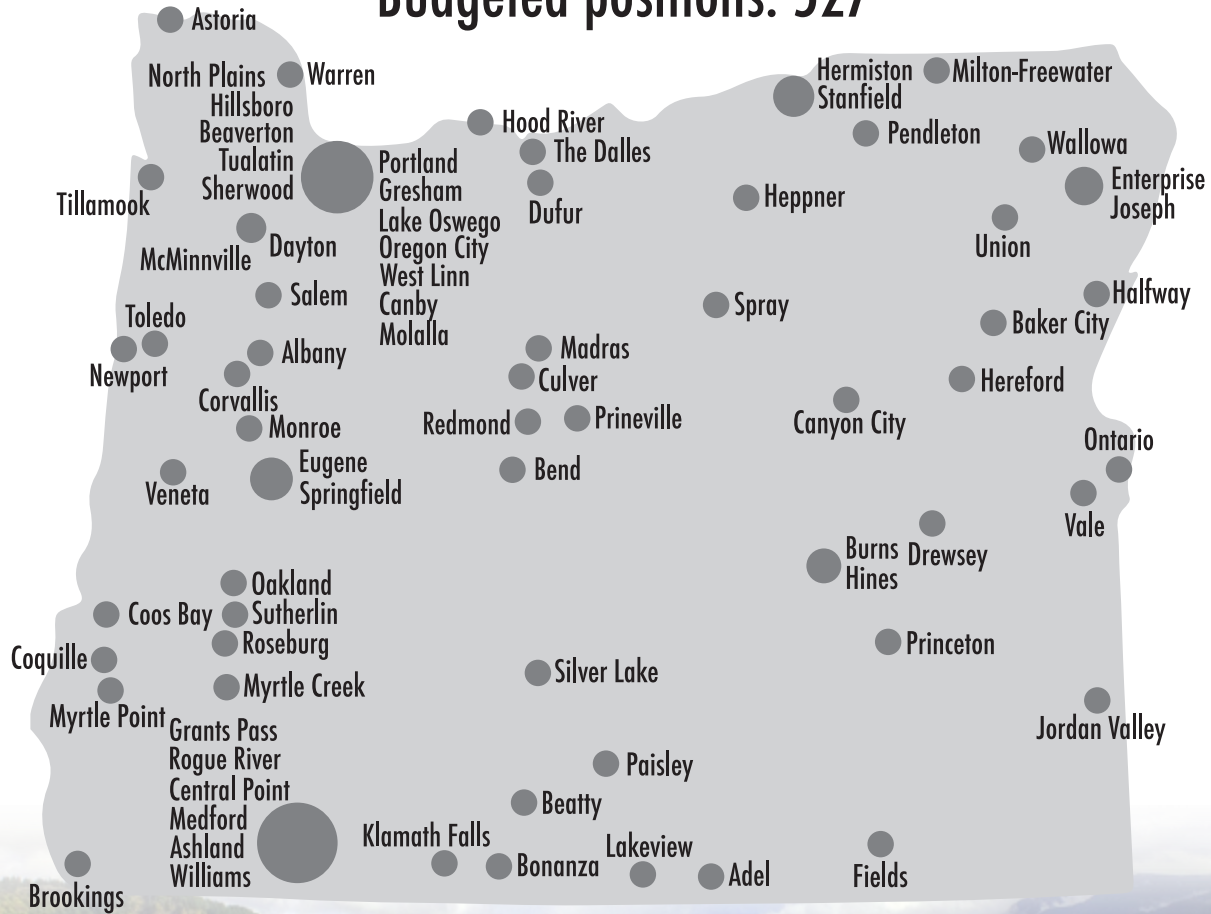 Budgeted positions: 527
Astoria
North Plains
Warren
Hillsboro
Beaverton
Tualatin
Sherwood
Portland
Gresham
Lake Oswego
Oregon City
West Linn
Canby
Molalla
Hood River
The Dalles
Dufur
Hermiston
Stanfield
Milton-Freewater
Pendleton
Wallowa
Enterprise
Joseph
Heppner
Union
Tillamook
McMinnville
Dayton
Salem
Spray
Halfway
Baker City
Toledo
Newport
Albany
Corvallis
Monroe
Madras
Culver
Redmond
Prineville
Hereford
Canyon City
Ontario
Vale
Veneta
Eugene
Springfield
Bend
Burns
Hines
Drewsey
Oakland
Coos Bay
Sutherlin
Roseburg
Coquille
Myrtle Creek
Myrtle Point
Silver Lake
Princeton
Jordan Valley
Grants Pass
Rogue River
Central Point
Medford
Ashland
Williams
Paisley
Beatty
Klamath Falls
Bonanza
Lakeview
Adel
Fields
Brookings